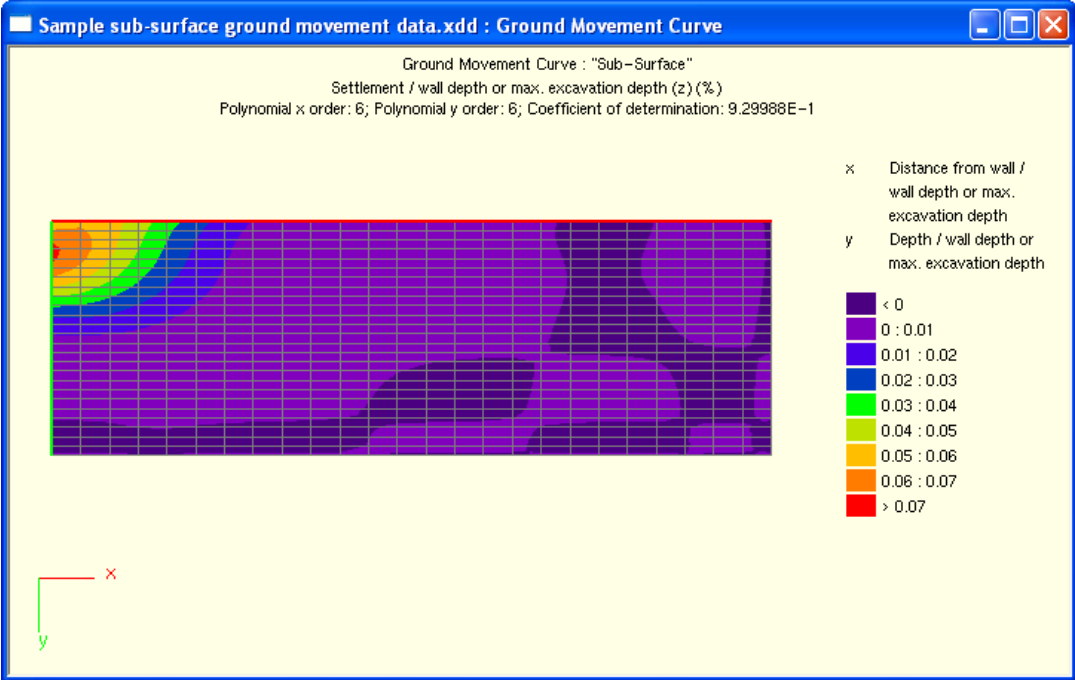 Sample sub-surface ground movement data.xdd : Ground Movement Curve
Ground Movement Curve : "Sub-Surface"
Settlement / wall depth or max. excavation depth (z) (%)
Polynomial x order: 6; Polynomial y order: 6; Coefficient of determination: 9.29988E-1
x Distance from wall /
wall depth or max.
excavation depth
y Depth / wall depth or
max. excavation depth
< 0
0 : 0.01
0.01 : 0.02
0.02 : 0.03
0.03 : 0.04
0.04 : 0.05
0.05 : 0.06
0.06 : 0.07
> 0.07
x
y